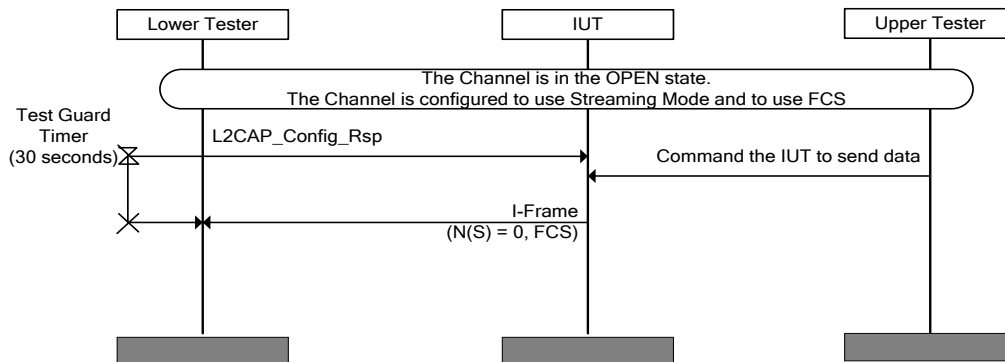 Lower Tester
IUT
Upper Tester
The Channel is in the OPEN state.
The Channel is configured to use Streaming Mode and to use FCS
Test Guard
Timer
(30 seconds)
L2CAP_Config_Rsp
Command the IUT to send data
I-Frame
(N(S) = 0, FCS)